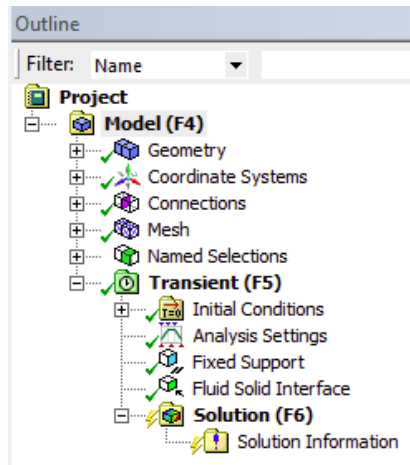 Outline
Filter: Name
Project
Model (F4)
Geometry
Coordinate Systems
Connections
Mesh
Named Selections
Transient (F5)
T=0 Initial Conditions
Analysis Settings
Fixed Support
Fluid Solid Interface
Solution (F6)
Solution Information